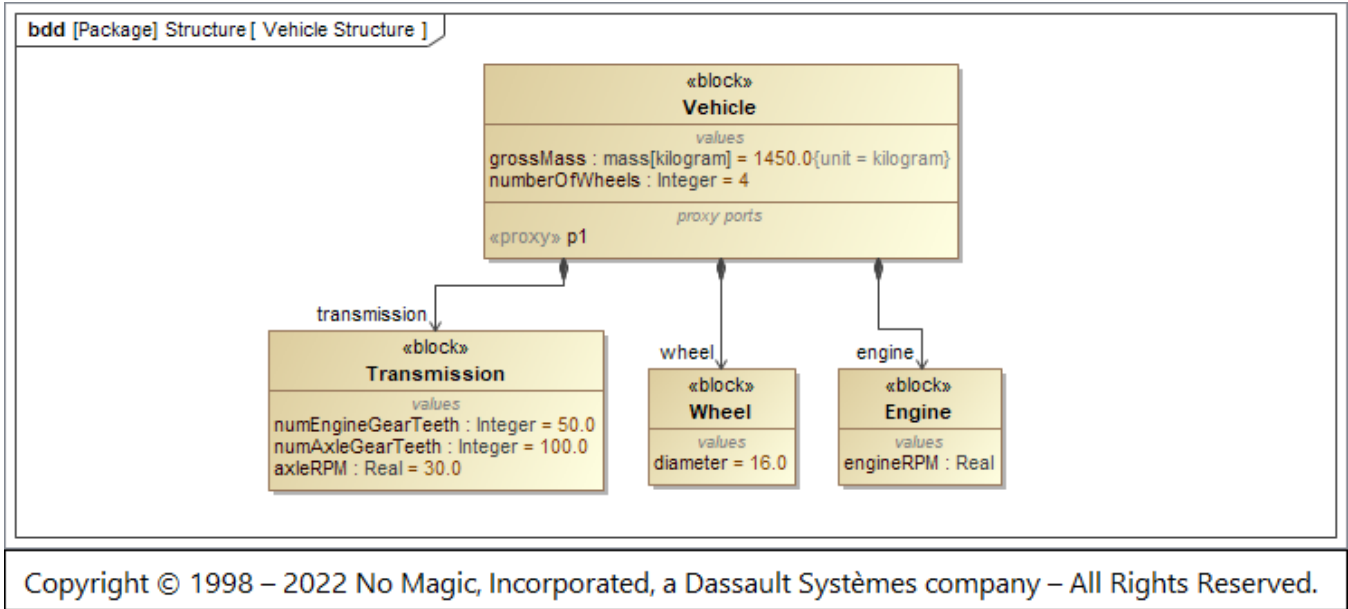 bdd [Package] Structure [ Vehicle Structure ]
«block»
Vehicle
values
grossMass : mass[kilogram] = 1450.0{unit = kilogram}
numberOfWheels : Integer = 4
proxy ports
«proxy» p1
transmission
«block»
Transmission
values
numEngineGearTeeth : Integer = 50.0
numAxleGearTeeth : Integer = 100.0
axleRPM : Real = 30.0
wheel
«block»
Wheel
values
diameter = 16.0
engine
«block»
Engine
values
engineRPM : Real
Copyright © 1998 – 2022 No Magic, Incorporated, a Dassault Systèmes company – All Rights Reserved.